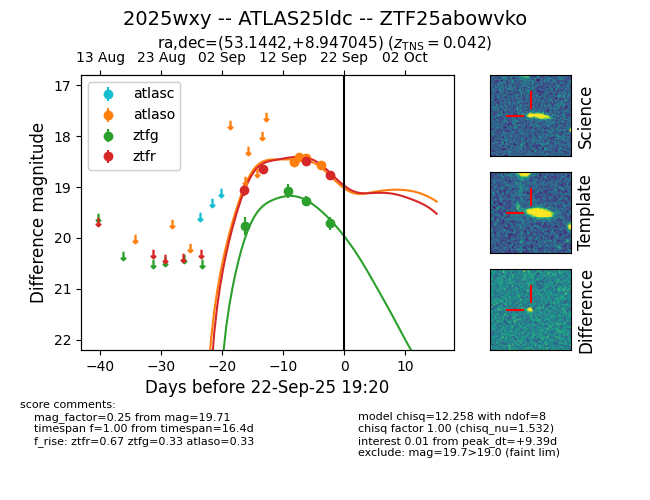 2025wxy -- ATLAS25ldc -- ZTF25abowvko
ra,dec=(53.1442,+8.947045) (z_TNS = 0.042)
13 Aug 23 Aug 02 Sep 12 Sep 22 Sep 02 Oct
17
18
19
20
21
22
Difference magnitude
atlasc
atlaso
ztfg
ztfr
−40 −30 −20 −10 0 10
Days before 22-Sep-25 19:20
Science
Template
Difference
score comments:
mag_factor=0.25 from mag=19.71
timespan f=1.00 from timespan=16.4d
f_rise: ztfr=0.67 ztfg=0.33 atlaso=0.33
model chisq=12.258 with ndof=8
chisq factor 1.00 (chisq_nu=1.532)
interest 0.01 from peak_dt=+9.39d
exclude: mag=19.7>19.0 (faint lim)